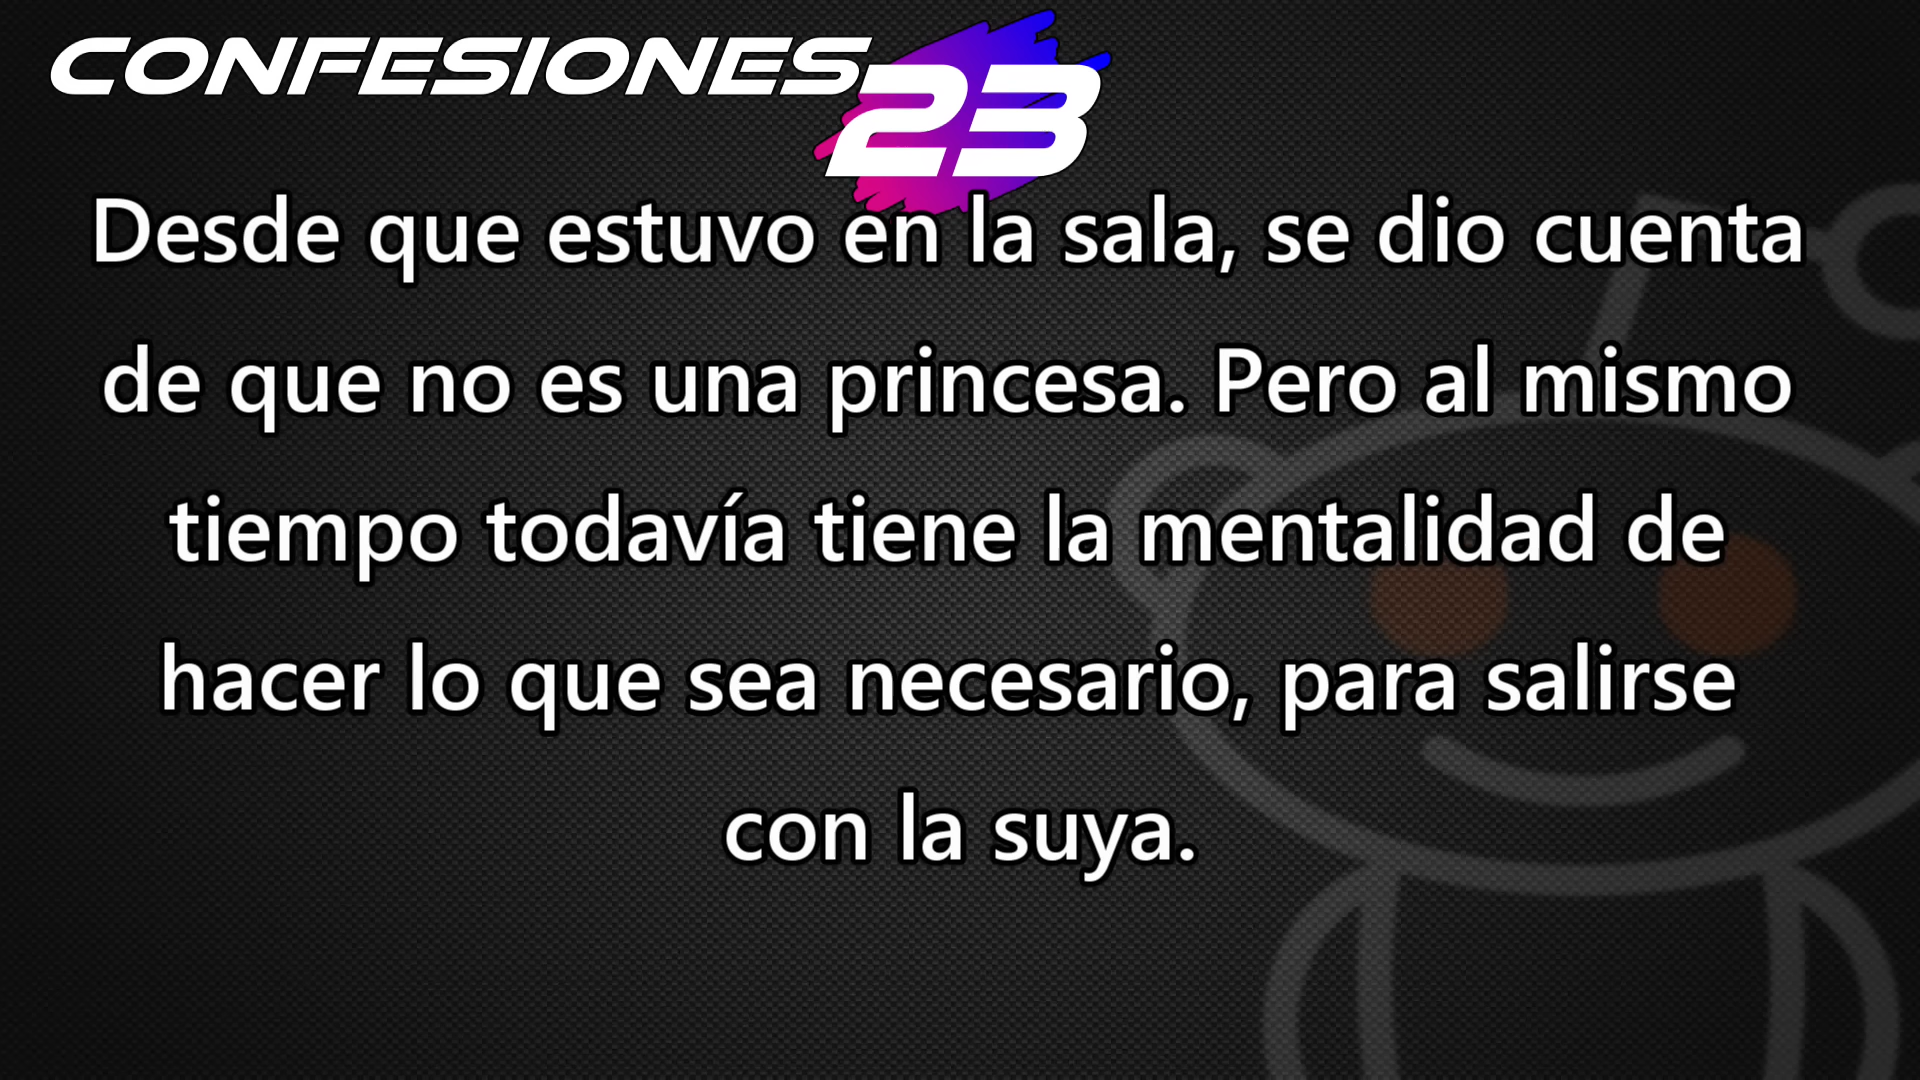 CONFESIONES
23
Desde que estuvo en la sala, se dio cuenta
de que no es una princesa. Pero al mismo
tiempo todavía tiene la mentalidad de
hacer lo que sea necesario, para salirse
con la suya.